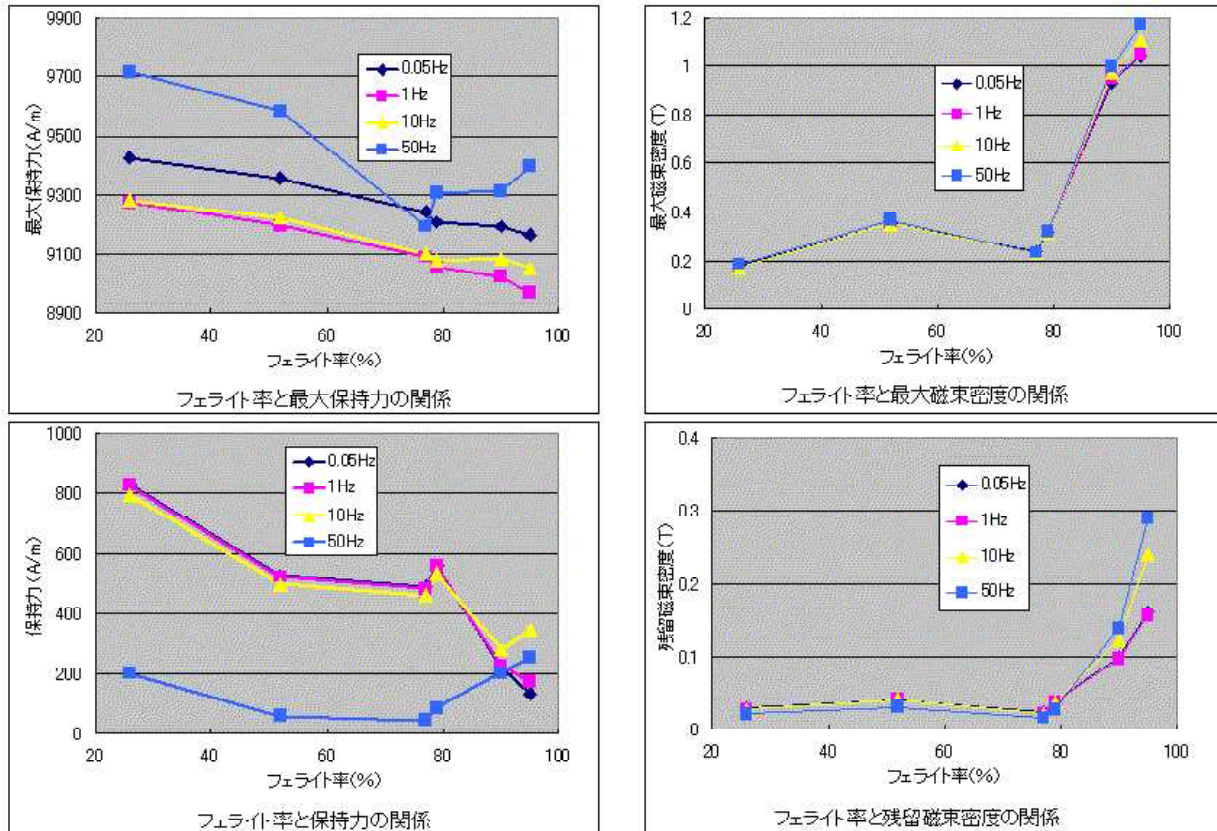 9900
9700
9500
9300
9100
8900
最大保持力(A/m)
0.05Hz
1Hz
10Hz
50Hz
20 40 60 80 100
フェライト率(%)
フェライト率と最大保持力の関係
1.2
1
0.8
0.6
0.4
0.2
0
最大磁束密度(T)
0.05Hz
1Hz
10Hz
50Hz
20 40 60 80 100
フェライト率(%)
フェライト率と最大磁束密度の関係
1000
800
600
400
200
0
保持力(A/m)
0.05Hz
1Hz
10Hz
50Hz
20 40 60 80 100
フェライト率(%)
フェライト率と保持力の関係
0.4
0.3
0.2
0.1
0
残留磁束密度(T)
0.05Hz
1Hz
10Hz
50Hz
20 40 60 80 100
フェライト率(%)
フェライト率と残留磁束密度の関係